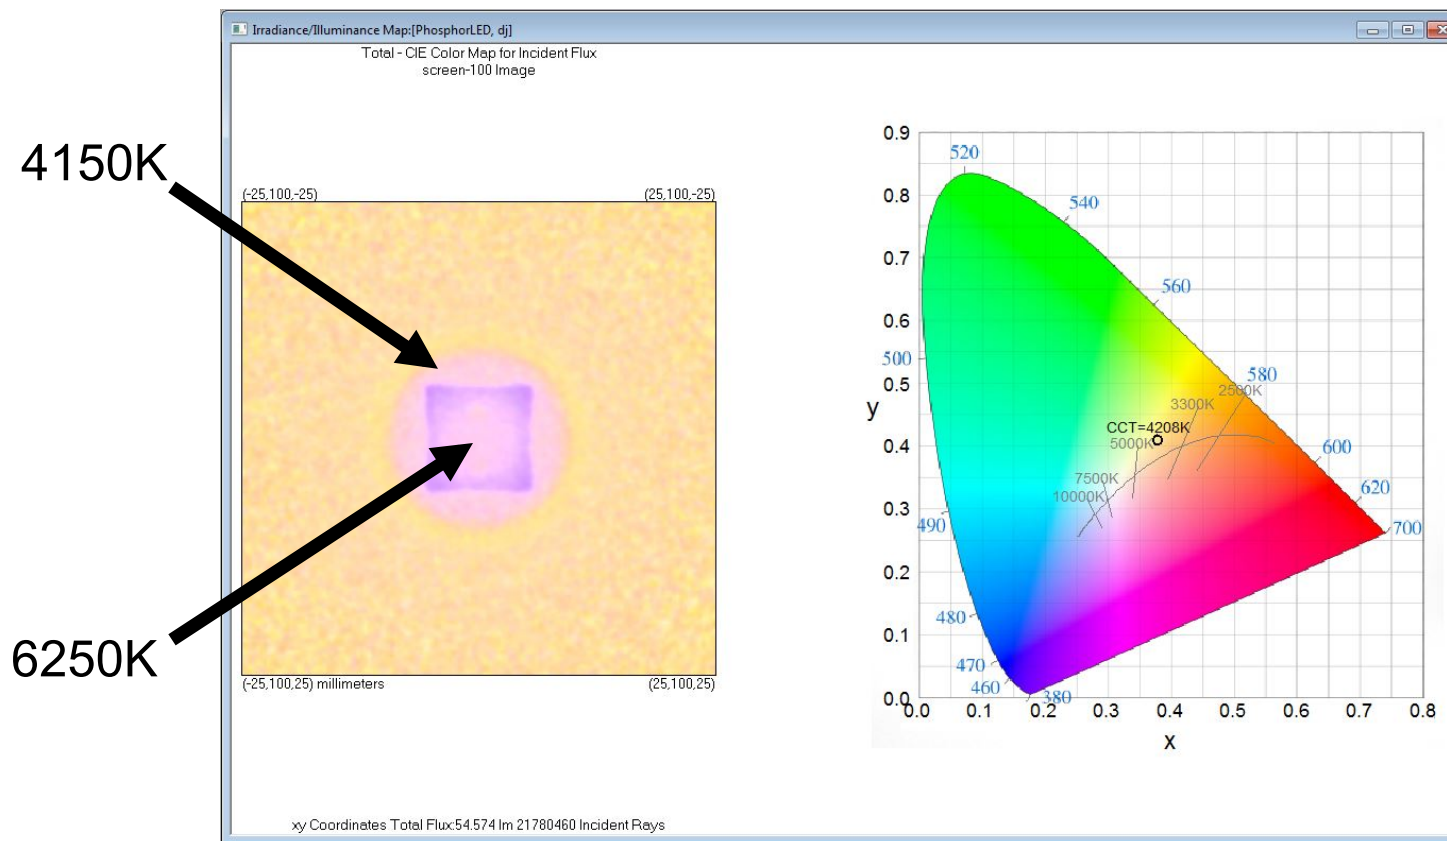 Irradiance/Illuminance Map:[PhosphorLED, dj]
Total - CIE Color Map for Incident Flux
screen-100 Image
4150K
6250K
(-25,100,-25) (25,100,-25)
(-25,100,25) millimeters (25,100,25)
xy Coordinates Total Flux:54.574 lm 21780460 Incident Rays
0.9
0.8
0.7
0.6
0.5
0.4
0.3
0.2
0.1
0.0
y
0.0 0.1 0.2 0.3 0.4 0.5 0.6 0.7 0.8
x
520
540
560
500
580
2500K
3300K
CCT=4208K
5000K
600
7500K
10000K
620
490
700
480
470
460
380